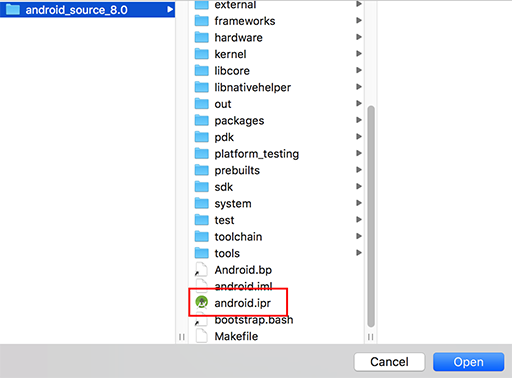 android_source_8.0
external
frameworks
hardware
kernel
libcore
libnativehelper
out
packages
pdk
platform_testing
prebuilts
sdk
system
test
toolchain
tools
Android.bp
android.iml
android.ipr
bootstrap.bash
Makefile
Cancel
Open